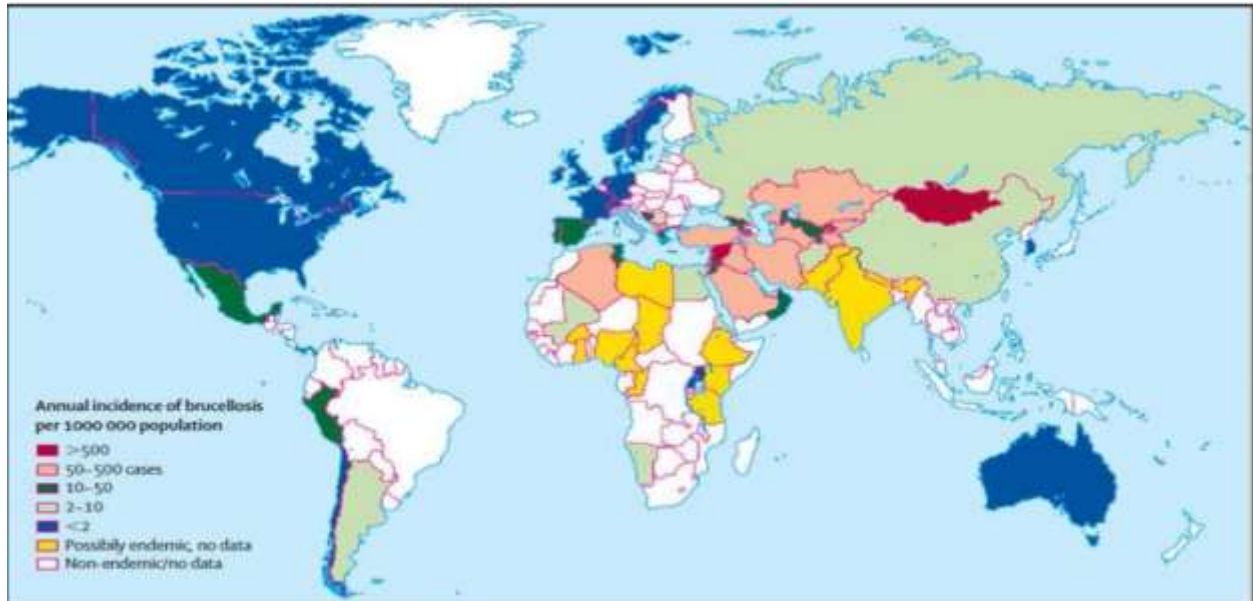 Annual incidence of brucellosis
per 1000 000 population
>500
50–500 cases
10–50
2–10
<2
Possibily endemic, no data
Non-endemic/no data